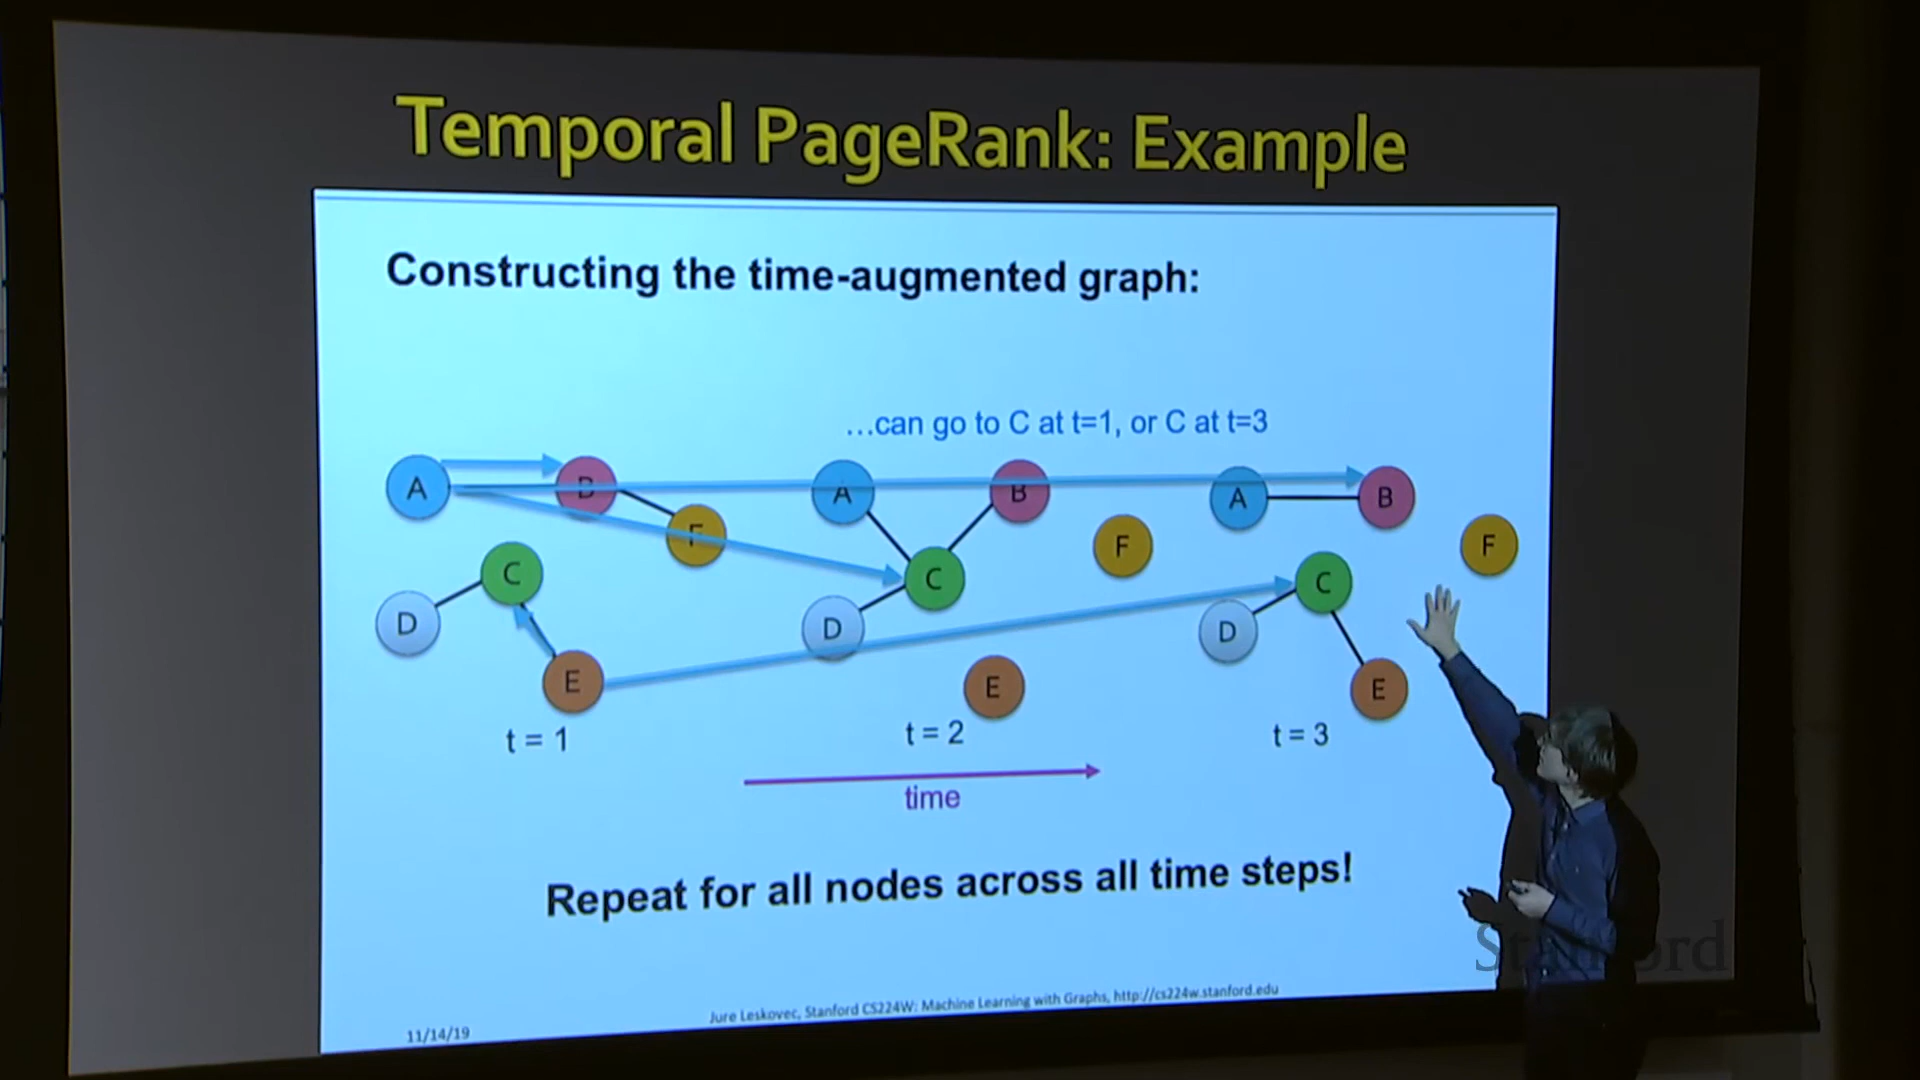 Temporal PageRank: Example
Constructing the time-augmented graph:
...can go to C at t=1, or C at t=3
A B F C D E
A B F C D E
A B F C D E
t = 1 t = 2 t = 3
time
Repeat for all nodes across all time steps!
Stanford
Jure Leskovec, Stanford CS224W: Machine Learning with Graphs, http://cs224w.stanford.edu
11/14/19